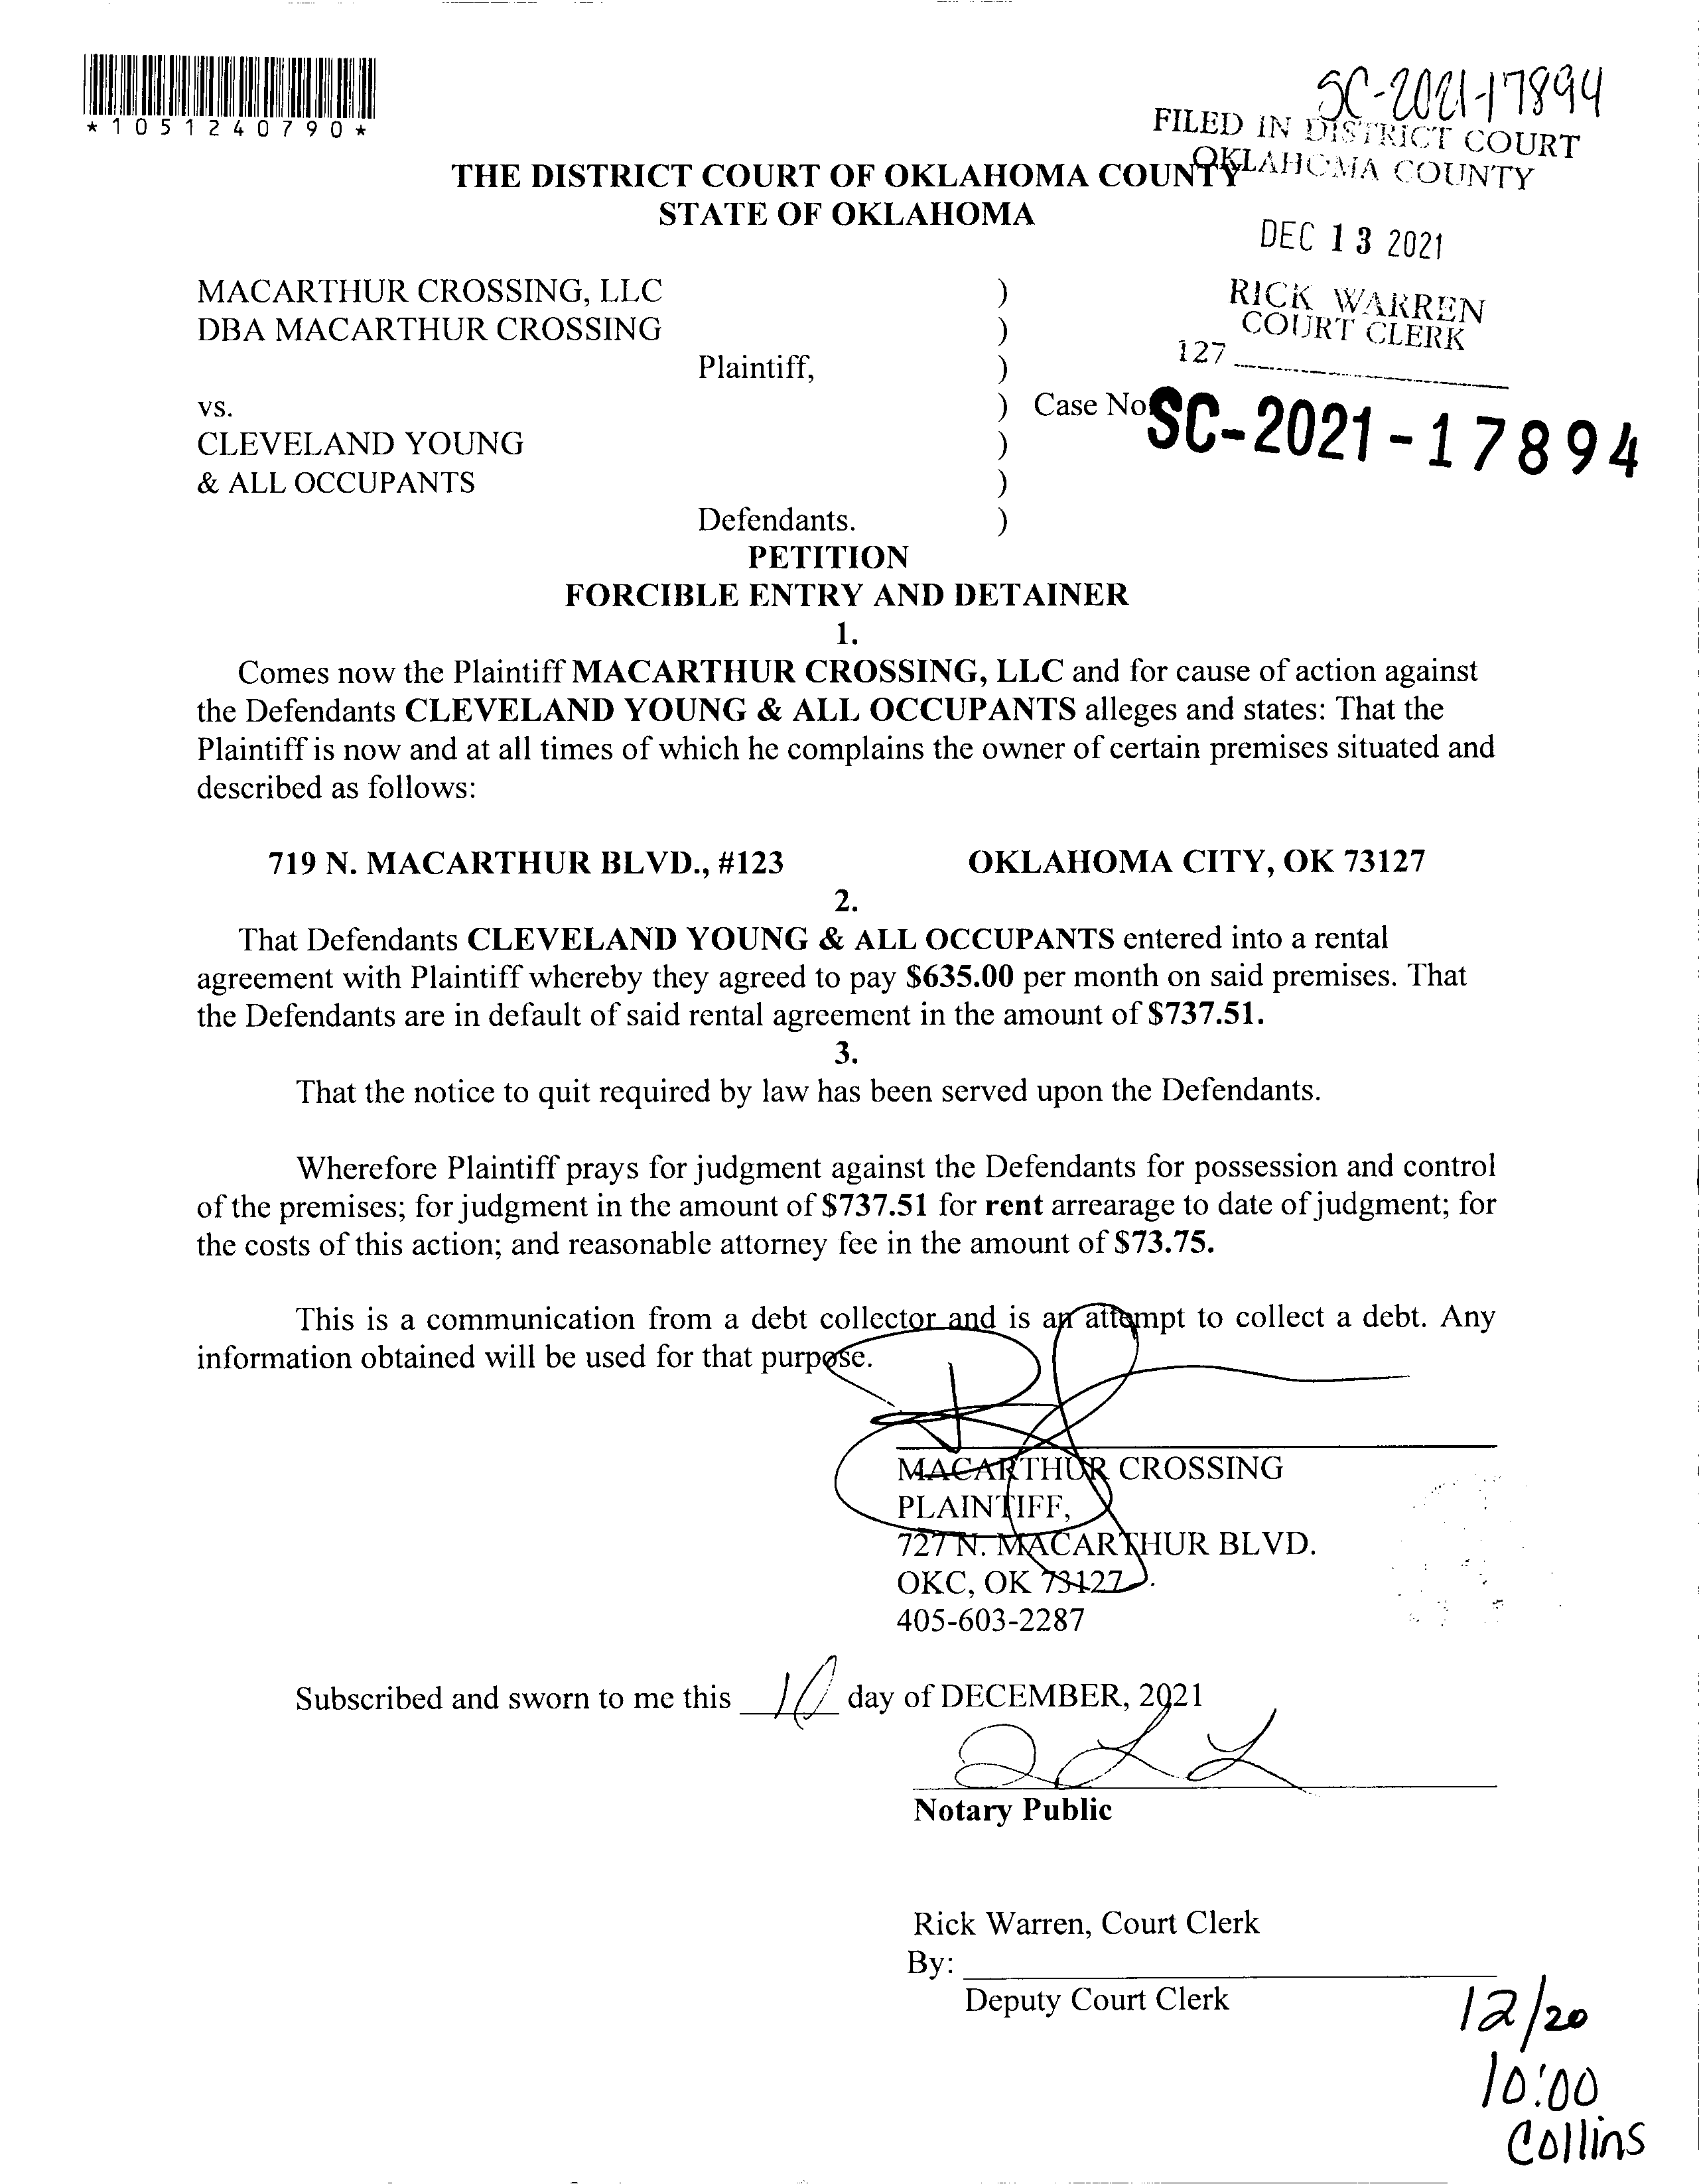 *1051240790*
SC-2021-17894
FILED IN DISTRICT COURT
OKLAHOMA COUNTY
THE DISTRICT COURT OF OKLAHOMA COUNTY
STATE OF OKLAHOMA
DEC 13 2021
MACARTHUR CROSSING, LLC )
DBA MACARTHUR CROSSING )
Plaintiff, )
RICK WARREN
COURT CLERK
127
vs. ) Case No. SC-2021-17894
CLEVELAND YOUNG )
& ALL OCCUPANTS )
Defendants. )
PETITION
FORCIBLE ENTRY AND DETAINER
1.
Comes now the Plaintiff MACARTHUR CROSSING, LLC and for cause of action against
the Defendants CLEVELAND YOUNG & ALL OCCUPANTS alleges and states: That the
Plaintiff is now and at all times of which he complains the owner of certain premises situated and
described as follows:
719 N. MACARTHUR BLVD., #123 OKLAHOMA CITY, OK 73127
2.
That Defendants CLEVELAND YOUNG & ALL OCCUPANTS entered into a rental
agreement with Plaintiff whereby they agreed to pay $635.00 per month on said premises. That
the Defendants are in default of said rental agreement in the amount of $737.51.
3.
That the notice to quit required by law has been served upon the Defendants.
Wherefore Plaintiff prays for judgment against the Defendants for possession and control
of the premises; for judgment in the amount of $737.51 for rent arrearage to date of judgment; for
the costs of this action; and reasonable attorney fee in the amount of $73.75.
This is a communication from a debt collector and is an attempt to collect a debt. Any
information obtained will be used for that purpose.
MACARTHUR CROSSING
PLAINTIFF,
727 N. MACARTHUR BLVD.
OKC, OK 73127
405-603-2287
Subscribed and sworn to me this 10 day of DECEMBER, 2021
Notary Public
Rick Warren, Court Clerk
By:
Deputy Court Clerk
12/20
10:00
Collins